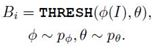 B_i = THRESH(ϕ(I), θ),
ϕ ∼ p_ϕ, θ ∼ p_θ.